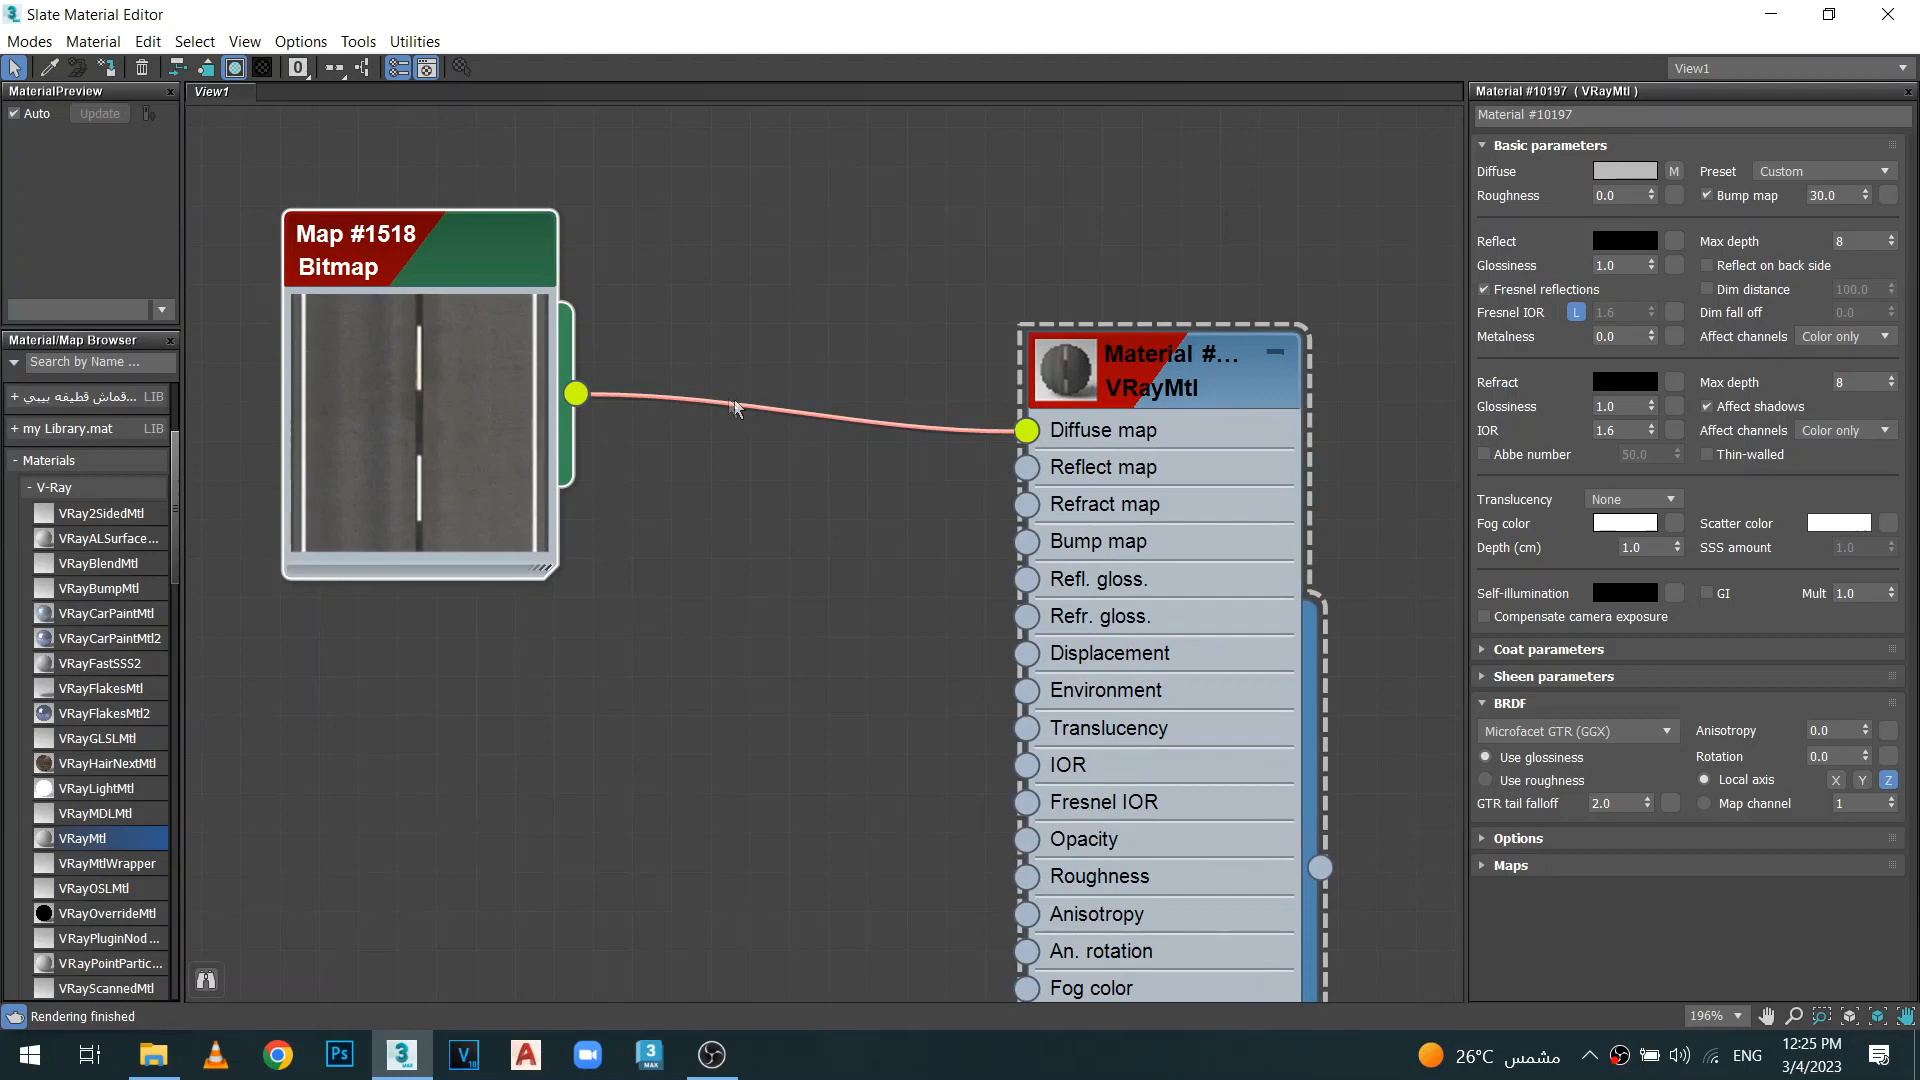 Slate Material Editor
Modes Material Edit Select View Options Tools Utilities
0
View1
MaterialPreview
Auto
Update
Material/Map Browser
Search by Name ...
+ قماش قطيفه بيبي... LIB
+ my Library.mat LIB
- Materials
- V-Ray
VRay2SidedMtl
VRayALSurface...
VRayBlendMtl
VRayBumpMtl
VRayCarPaintMtl
VRayCarPaintMtl2
VRayFastSSS2
VRayFlakesMtl
VRayFlakesMtl2
VRayGLSLMtl
VRayHairNextMtl
VRayLightMtl
VRayMDLMtl
VRayMtl
VRayMtlWrapper
VRayOSLMtl
VRayOverrideMtl
VRayPluginNod...
VRayPointPartic...
VRayScannedMtl
View1
Map #1518
Bitmap
Material #...
VRayMtl
Diffuse map
Reflect map
Refract map
Bump map
Refl. gloss.
Refr. gloss.
Displacement
Environment
Translucency
IOR
Fresnel IOR
Opacity
Roughness
Anisotropy
An. rotation
Fog color
Material #10197 ( VRayMtl )
Material #10197
Basic parameters
Diffuse M Preset Custom
Roughness 0.0 Bump map 30.0
Reflect Max depth 8
Glossiness 1.0 Reflect on back side
Fresnel reflections Dim distance 100.0
Fresnel IOR L 1.6 Dim fall off 0.0
Metalness 0.0 Affect channels Color only
Refract Max depth 8
Glossiness 1.0 Affect shadows
IOR 1.6 Affect channels Color only
Abbe number 50.0 Thin-walled
Translucency None
Fog color Scatter color
Depth (cm) 1.0 SSS amount 1.0
Self-illumination GI Mult 1.0
Compensate camera exposure
Coat parameters
Sheen parameters
BRDF
Microfacet GTR (GGX) Anisotropy 0.0
Use glossiness Rotation 0.0
Use roughness Local axis X Y Z
GTR tail falloff 2.0 Map channel 1
Options
Maps
Rendering finished
196%
Ps 3 MAX V 18 A 3 MAX
26°C مشمس
ENG
12:25 PM
3/4/2023